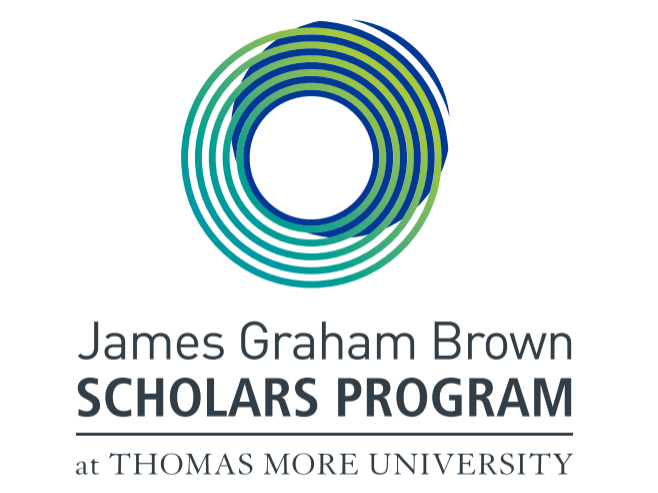 James Graham Brown
SCHOLARS PROGRAM
at THOMAS MORE UNIVERSITY